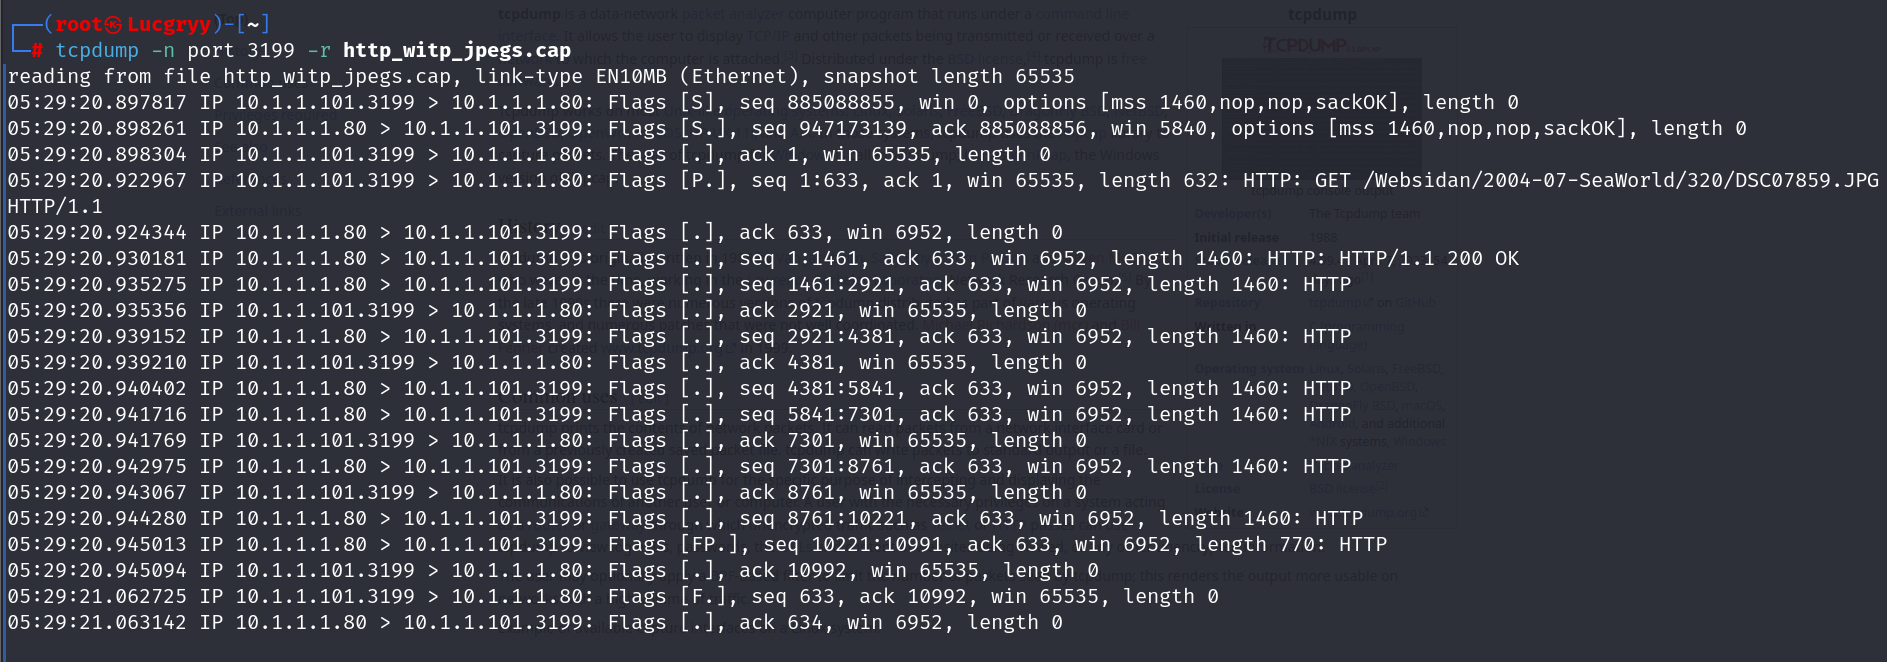 ┌──(root㉿Lucgryy)-[~]
└─# tcpdump -n port 3199 -r http_witp_jpegs.cap
reading from file http_witp_jpegs.cap, link-type EN10MB (Ethernet), snapshot length 65535
05:29:20.897817 IP 10.1.1.101.3199 > 10.1.1.1.80: Flags [S], seq 885088855, win 0, options [mss 1460,nop,nop,sackOK], length 0
05:29:20.898261 IP 10.1.1.1.80 > 10.1.1.101.3199: Flags [S.], seq 947173139, ack 885088856, win 5840, options [mss 1460,nop,nop,sackOK], length 0
05:29:20.898304 IP 10.1.1.101.3199 > 10.1.1.1.80: Flags [.], ack 1, win 65535, length 0
05:29:20.922967 IP 10.1.1.101.3199 > 10.1.1.1.80: Flags [P.], seq 1:633, ack 1, win 65535, length 632: HTTP: GET /Websidan/2004-07-SeaWorld/320/DSC07859.JPG
HTTP/1.1
05:29:20.924344 IP 10.1.1.1.80 > 10.1.1.101.3199: Flags [.], ack 633, win 6952, length 0
05:29:20.930181 IP 10.1.1.1.80 > 10.1.1.101.3199: Flags [.], seq 1:1461, ack 633, win 6952, length 1460: HTTP: HTTP/1.1 200 OK
05:29:20.935275 IP 10.1.1.1.80 > 10.1.1.101.3199: Flags [.], seq 1461:2921, ack 633, win 6952, length 1460: HTTP
05:29:20.935356 IP 10.1.1.101.3199 > 10.1.1.1.80: Flags [.], ack 2921, win 65535, length 0
05:29:20.939152 IP 10.1.1.1.80 > 10.1.1.101.3199: Flags [.], seq 2921:4381, ack 633, win 6952, length 1460: HTTP
05:29:20.939210 IP 10.1.1.101.3199 > 10.1.1.1.80: Flags [.], ack 4381, win 65535, length 0
05:29:20.940402 IP 10.1.1.1.80 > 10.1.1.101.3199: Flags [.], seq 4381:5841, ack 633, win 6952, length 1460: HTTP
05:29:20.941716 IP 10.1.1.1.80 > 10.1.1.101.3199: Flags [.], seq 5841:7301, ack 633, win 6952, length 1460: HTTP
05:29:20.941769 IP 10.1.1.101.3199 > 10.1.1.1.80: Flags [.], ack 7301, win 65535, length 0
05:29:20.942975 IP 10.1.1.1.80 > 10.1.1.101.3199: Flags [.], seq 7301:8761, ack 633, win 6952, length 1460: HTTP
05:29:20.943067 IP 10.1.1.101.3199 > 10.1.1.1.80: Flags [.], ack 8761, win 65535, length 0
05:29:20.944280 IP 10.1.1.1.80 > 10.1.1.101.3199: Flags [.], seq 8761:10221, ack 633, win 6952, length 1460: HTTP
05:29:20.945013 IP 10.1.1.1.80 > 10.1.1.101.3199: Flags [FP.], seq 10221:10991, ack 633, win 6952, length 770: HTTP
05:29:20.945094 IP 10.1.1.101.3199 > 10.1.1.1.80: Flags [.], ack 10992, win 65535, length 0
05:29:21.062725 IP 10.1.1.101.3199 > 10.1.1.1.80: Flags [F.], seq 633, ack 10992, win 65535, length 0
05:29:21.063142 IP 10.1.1.1.80 > 10.1.1.101.3199: Flags [.], ack 634, win 6952, length 0